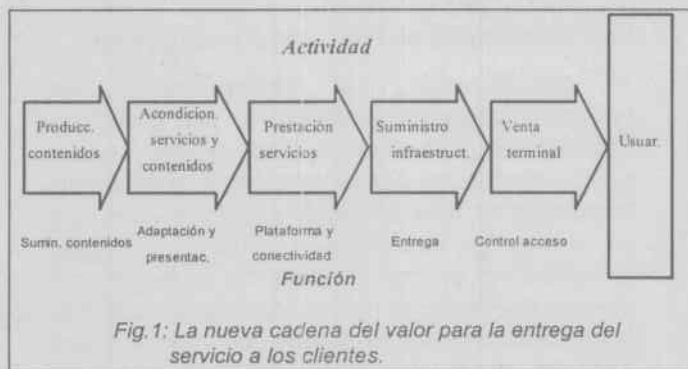 Actividad
Producc.
contenidos
Acondicion.
servicios y
contenidos
Prestación
servicios
Suministro
infraestruct.
Venta
terminal
Usuar.
Sumin. contenidos
Adaptación y
presentac.
Plataforma y
conectividad
Entrega
Control acceso
Función
Fig.1: La nueva cadena del valor para la entrega del
servicio a los clientes.